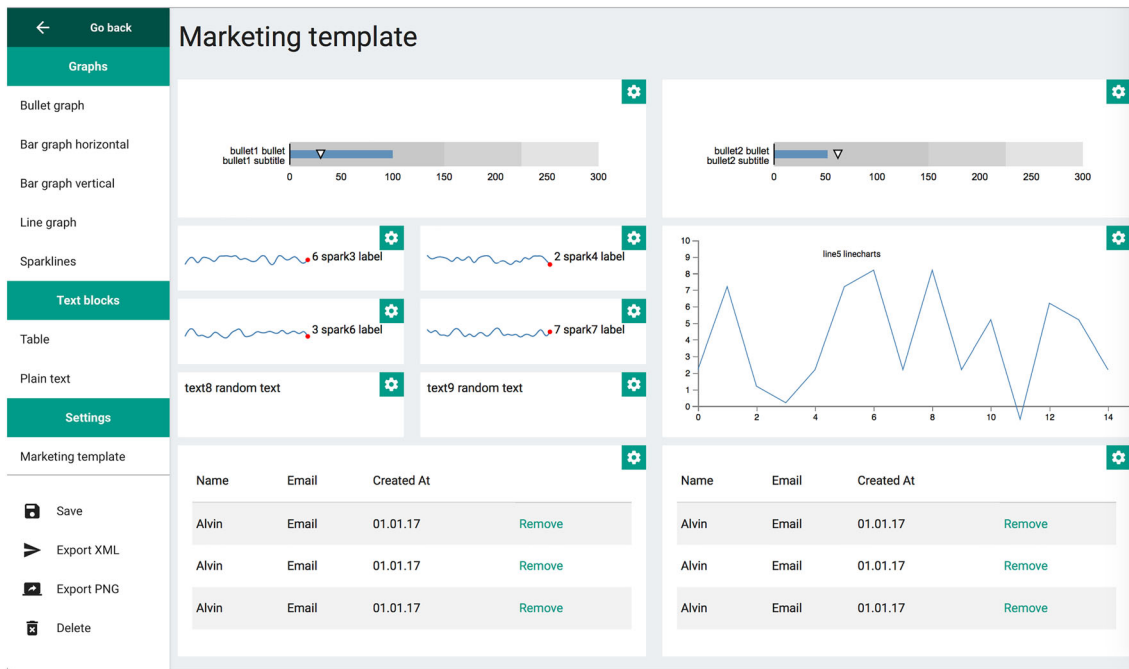 Go back
Marketing template
Graphs
Bullet graph
Bar graph horizontal
Bar graph vertical
Line graph
Sparklines
Text blocks
Table
Plain text
Settings
Marketing template
Save
Export XML
Export PNG
Delete
bullet1 bullet
bullet1 subtitle
0 50 100 150 200 250 300
bullet2 bullet
bullet2 subtitle
0 50 100 150 200 250 300
6 spark3 label
2 spark4 label
3 spark6 label
7 spark7 label
text8 random text
text9 random text
line5 linecharts
10
9
8
7
6
5
4
3
2
1
0
0 2 4 6 8 10 12 14
Name Email Created At
Alvin Email 01.01.17 Remove
Alvin Email 01.01.17 Remove
Alvin Email 01.01.17 Remove
Name Email Created At
Alvin Email 01.01.17 Remove
Alvin Email 01.01.17 Remove
Alvin Email 01.01.17 Remove